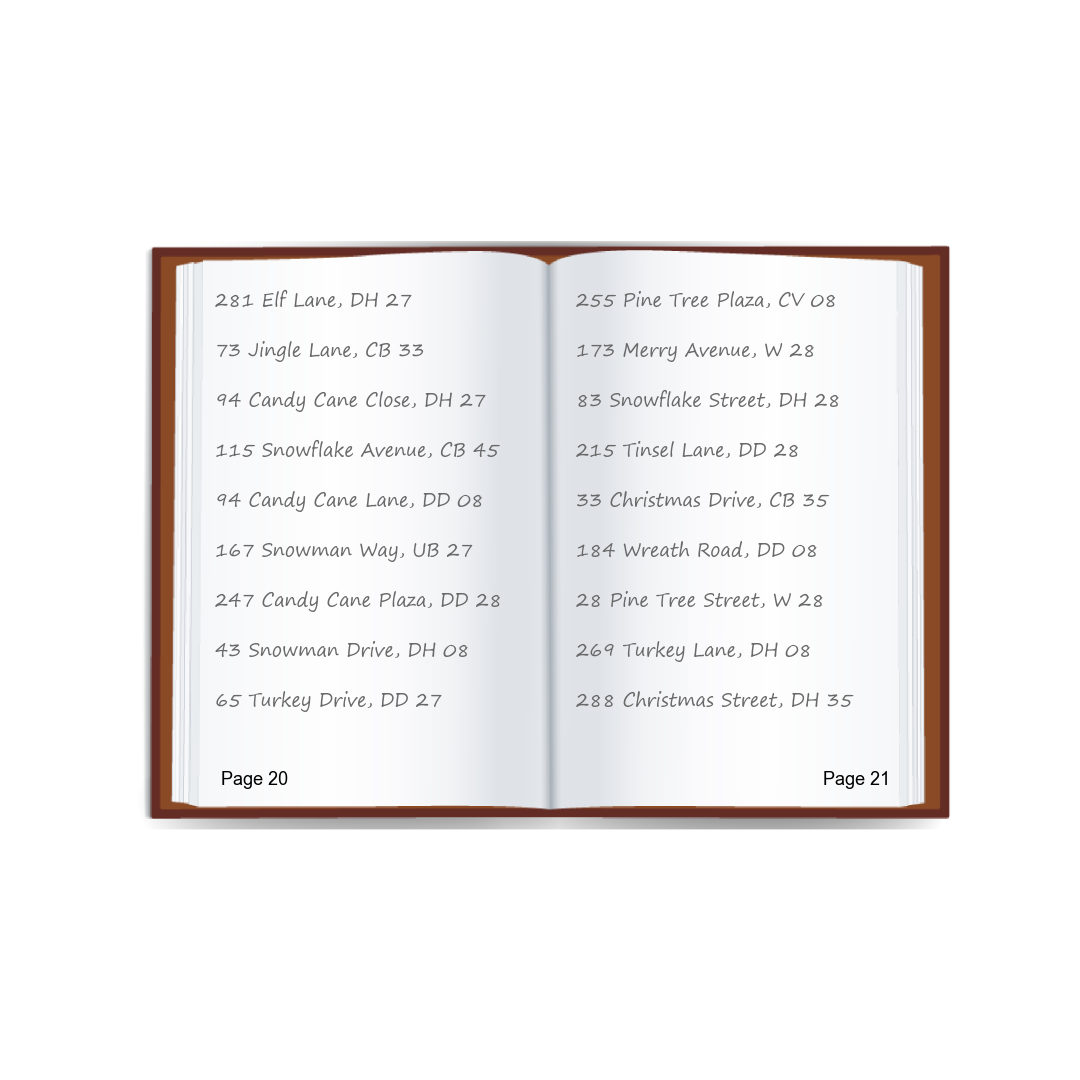 281 Elf Lane, DH 27
73 Jingle Lane, CB 33
94 Candy Cane Close, DH 27
115 Snowflake Avenue, CB 45
94 Candy Cane Lane, DD 08
167 Snowman Way, UB 27
247 Candy Cane Plaza, DD 28
43 Snowman Drive, DH 08
65 Turkey Drive, DD 27
Page 20
255 Pine Tree Plaza, CV 08
173 Merry Avenue, W 28
83 Snowflake Street, DH 28
215 Tinsel Lane, DD 28
33 Christmas Drive, CB 35
184 Wreath Road, DD 08
28 Pine Tree Street, W 28
269 Turkey Lane, DH 08
288 Christmas Street, DH 35
Page 21